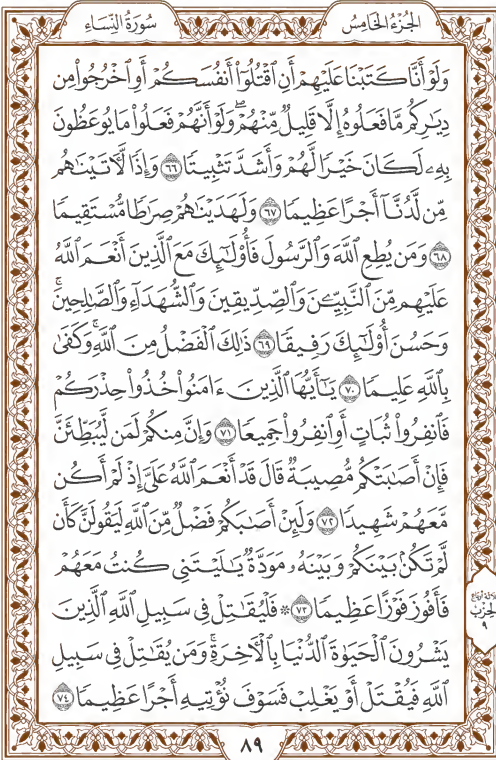 الجُزْءُ الخَامِسُ
سُورَةُ النِّسَاءِ
وَلَوْ أَنَّا كَتَبْنَا عَلَيْهِمْ أَنِ ٱقْتُلُوٓا۟ أَنفُسَكُمْ أَوِ ٱخْرُجُوا۟ مِن
دِيَـٰرِكُم مَّا فَعَلُوهُ إِلَّا قَلِيلٌ مِّنْهُمْ ۖ وَلَوْ أَنَّهُمْ فَعَلُوا۟ مَا يُوعَظُونَ
بِهِۦ لَكَانَ خَيْرًا لَّهُمْ وَأَشَدَّ تَثْبِيتًا ٦٦ وَإِذًا لَّـَٔاتَيْنَـٰهُم
مِّن لَّدُنَّآ أَجْرًا عَظِيمًا ٦٧ وَلَهَدَيْنَـٰهُمْ صِرَٰطًا مُّسْتَقِيمًا
٦٨ وَمَن يُطِعِ ٱللَّهَ وَٱلرَّسُولَ فَأُو۟لَـٰٓئِكَ مَعَ ٱلَّذِينَ أَنْعَمَ ٱللَّهُ
عَلَيْهِم مِّنَ ٱلنَّبِيِّـۧنَ وَٱلصِّدِّيقِينَ وَٱلشُّهَدَآءِ وَٱلصَّـٰلِحِينَ ۚ
وَحَسُنَ أُو۟لَـٰٓئِكَ رَفِيقًا ٦٩ ذَٰلِكَ ٱلْفَضْلُ مِنَ ٱللَّهِ ۚ وَكَفَىٰ
بِٱللَّهِ عَلِيمًا ٧٠ يَـٰٓأَيُّهَا ٱلَّذِينَ ءَامَنُوا۟ خُذُوا۟ حِذْرَكُمْ
فَٱنفِرُوا۟ ثُبَاتٍ أَوِ ٱنفِرُوا۟ جَمِيعًا ٧١ وَإِنَّ مِنكُمْ لَمَن لَّيُبَطِّئَنَّ
فَإِنْ أَصَـٰبَتْكُم مُّصِيبَةٌ قَالَ قَدْ أَنْعَمَ ٱللَّهُ عَلَىَّ إِذْ لَمْ أَكُن
مَّعَهُمْ شَهِيدًا ٧٢ وَلَئِنْ أَصَـٰبَكُمْ فَضْلٌ مِّنَ ٱللَّهِ لَيَقُولَنَّ كَأَن
لَّمْ تَكُنۢ بَيْنَكُمْ وَبَيْنَهُۥ مَوَدَّةٌ يَـٰلَيْتَنِى كُنتُ مَعَهُمْ
فَأَفُوزَ فَوْزًا عَظِيمًا ٧٣ ۞ فَلْيُقَـٰتِلْ فِى سَبِيلِ ٱللَّهِ ٱلَّذِينَ
يَشْرُونَ ٱلْحَيَوٰةَ ٱلدُّنْيَا بِٱلْـَٔاخِرَةِ ۚ وَمَن يُقَـٰتِلْ فِى سَبِيلِ
ٱللَّهِ فَيُقْتَلْ أَوْ يَغْلِبْ فَسَوْفَ نُؤْتِيهِ أَجْرًا عَظِيمًا ٧٤
الحِزْب
٩
٨٩